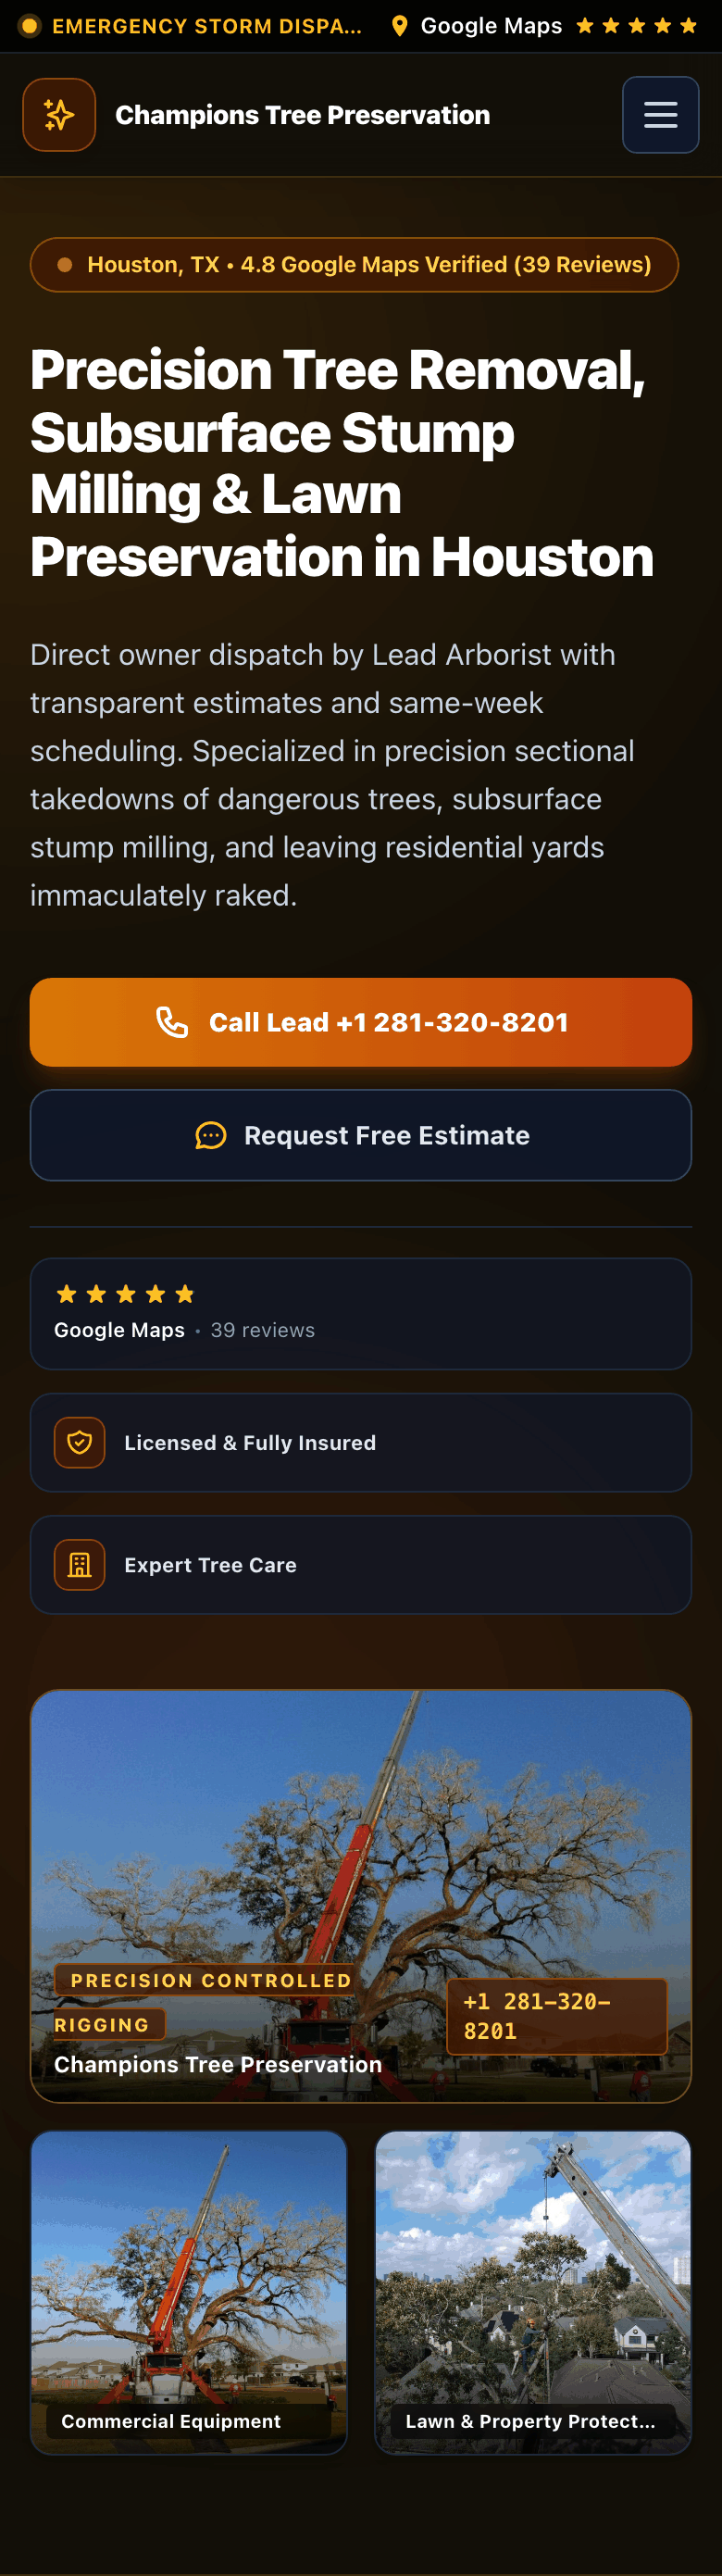 EMERGENCY STORM DISPA... Google Maps
Champions Tree Preservation
Houston, TX • 4.8 Google Maps Verified (39 Reviews)
Precision Tree Removal,
Subsurface Stump
Milling & Lawn
Preservation in Houston
Direct owner dispatch by Lead Arborist with
transparent estimates and same-week
scheduling. Specialized in precision sectional
takedowns of dangerous trees, subsurface
stump milling, and leaving residential yards
immaculately raked.
Call Lead +1 281-320-8201
Request Free Estimate
Google Maps • 39 reviews
Licensed & Fully Insured
Expert Tree Care
PRECISION CONTROLLED
RIGGING
Champions Tree Preservation
+1 281-320-
8201
Commercial Equipment
Lawn & Property Protect...